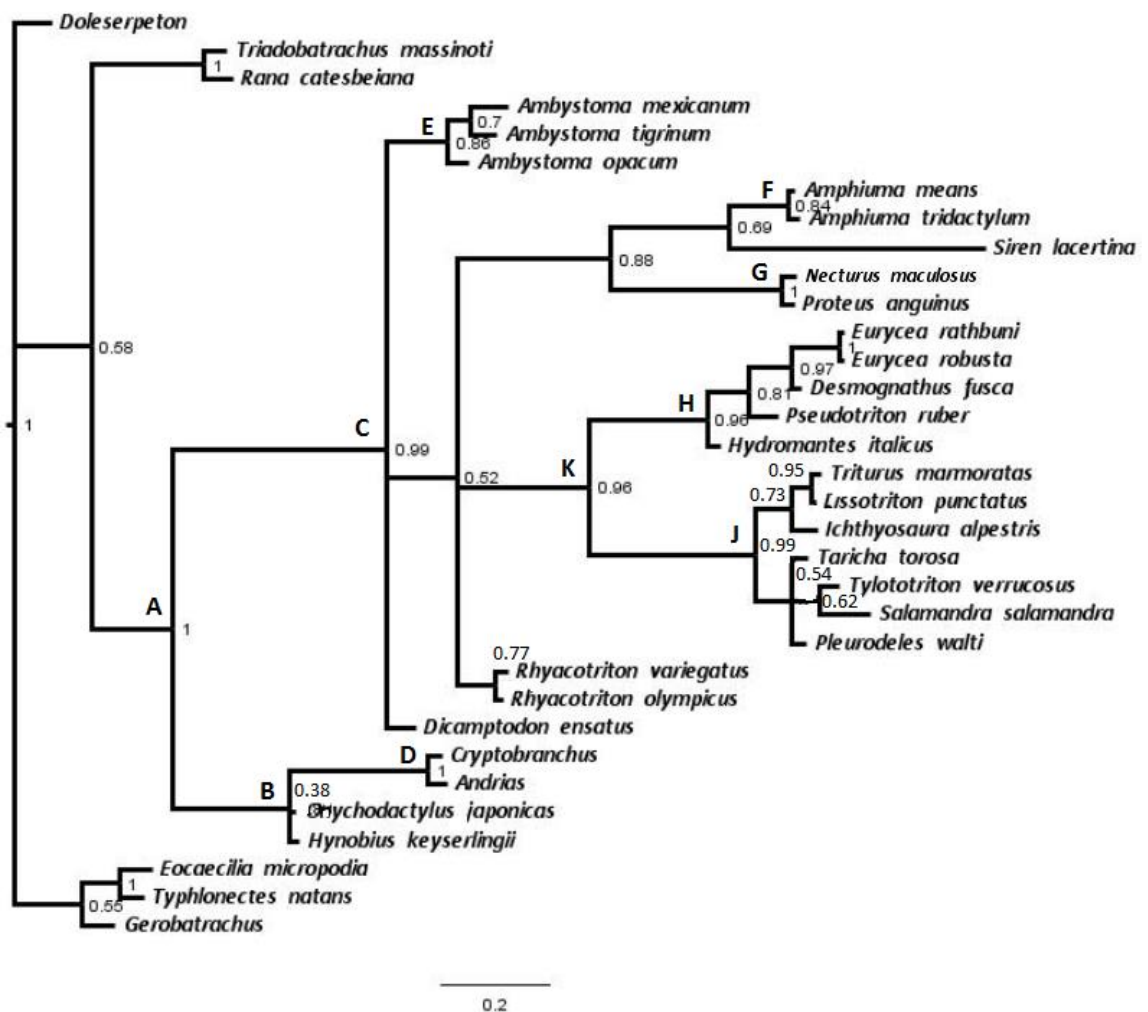 Doleserpeton
Triadobatrachus massinoti
1
Rana catesbeiana
Ambystoma mexicanum
E
0.7
Ambystoma tigrinum
0.86
Ambystoma opacum
F
Amphiuma means
0.84
Amphiuma tridactylum
0.69
Siren lacertina
0.88
G
Necturus maculosus
1
Proteus anguinus
Eurycea rathbuni
1
Eurycea robusta
0.58
0.97
Desmognathus fusca
0.81
H
Pseudotriton ruber
0.96
1
C
Hydromantes italicus
0.99
K
0.95
Triturus marmoratas
0.52
0.96
0.73
Lissotriton punctatus
Ichthyosaura alpestris
J
0.99
Taricha torosa
0.54
Tylototriton verrucosus
A
0.62
Salamandra salamandra
1
Pleurodeles walti
0.77
Rhyacotriton variegatus
Rhyacotriton olympicus
Dicamptodon ensatus
D
Cryptobranchus
1
B
0.38
Andrias
japonicas
Hynobius keyserlingii
Eocaecilia micropodia
1
Typhlonectes natans
0.55
Gerobatrachus
0.2